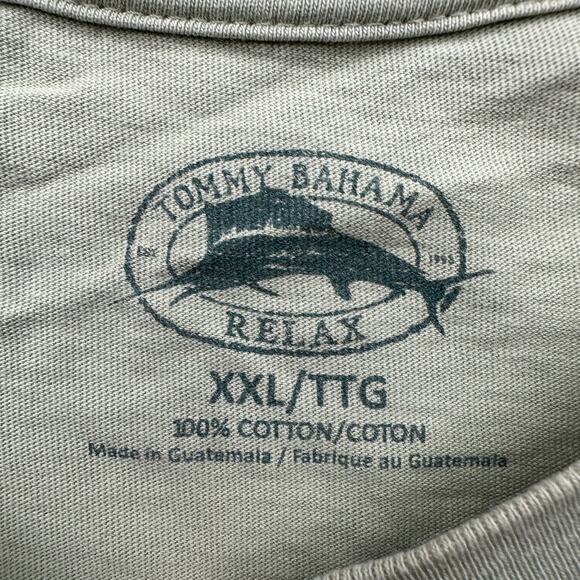 TOMMY BAHAMA
EST. 1993
RELAX
XXL/TTG
100% COTTON/COTON
Made in Guatemala / Fabrique au Guatemala